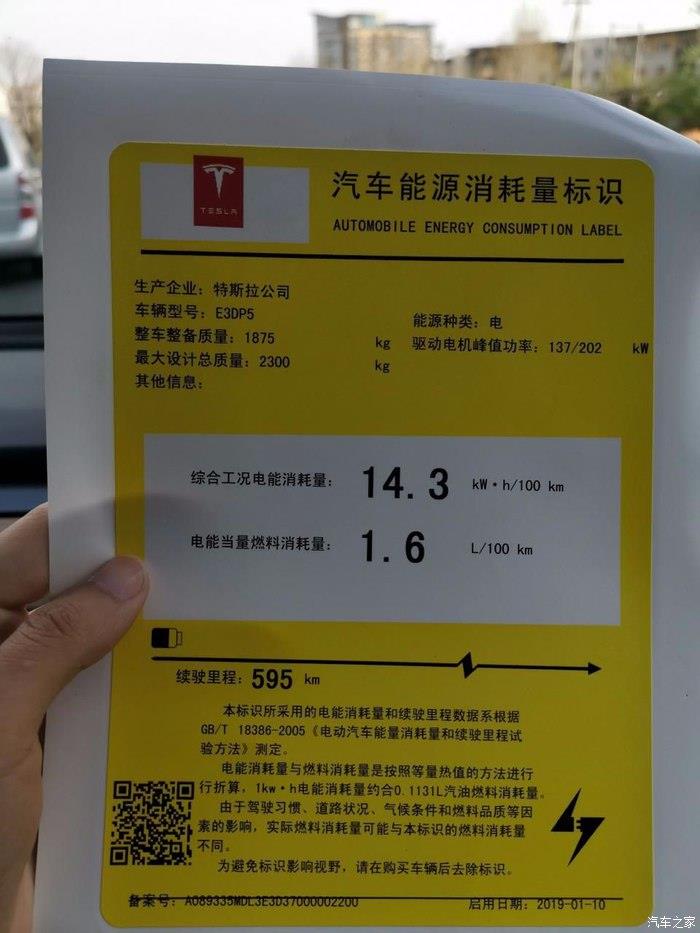 TESLA
汽车能源消耗量标识
AUTOMOBILE ENERGY CONSUMPTION LABEL
生产企业：特斯拉公司
车辆型号：E3DP5
能源种类：电
整车整备质量：1875 kg
驱动电机峰值功率：137/202 kW
最大设计总质量：2300 kg
其他信息：
综合工况电能消耗量： 14.3 kW·h/100 km
电能当量燃料消耗量： 1.6 L/100 km
续驶里程：595 km
本标识所采用的电能消耗量和续驶里程数据系根据
GB/T 18386-2005《电动汽车能量消耗量和续驶里程试
验方法》测定。
电能消耗量与燃料消耗量是按照等量热值的方法进行
行折算，1kw·h电能消耗量约合0.1131L汽油燃料消耗量。
由于驾驶习惯、道路状况、气候条件和燃料品质等因
素的影响，实际燃料消耗量可能与本标识的燃料消耗量
不同。
为避免标识影响视野，请在购买车辆后去除标识。
备案号：A089335MDL3E3D37000002200
启用日期：2019-01-10
汽车之家